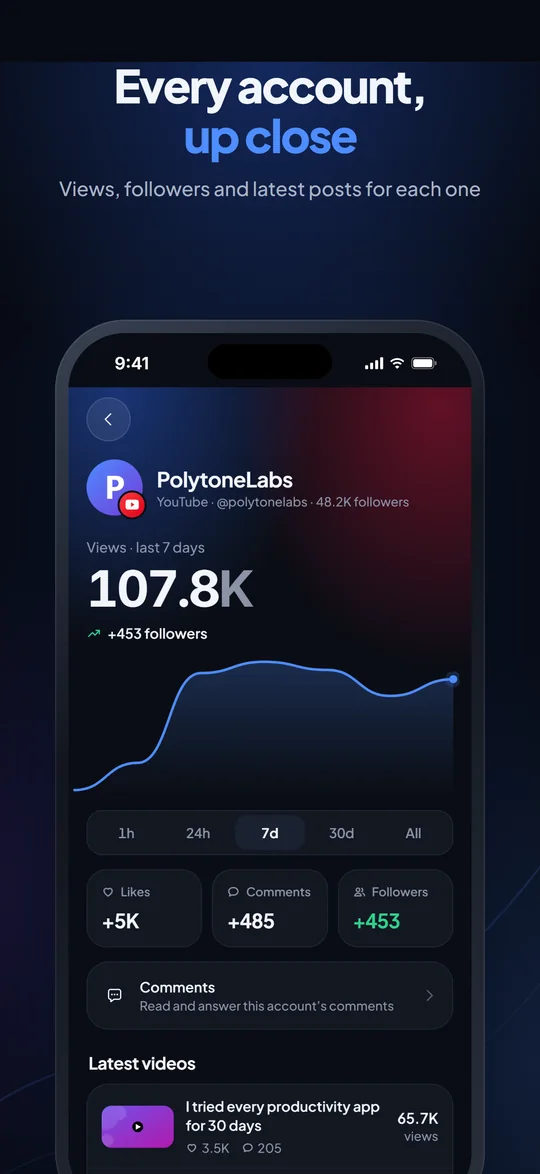 Every account,
up close
Views, followers and latest posts for each one
9:41
P
PolytoneLabs
YouTube · @polytonelabs · 48.2K followers
Views · last 7 days
107.8K
+453 followers
1h 24h 7d 30d All
Likes Comments Followers
+5K +485 +453
Comments
Read and answer this account's comments
Latest videos
I tried every productivity app
for 30 days
65.7K
views
3.5K 205